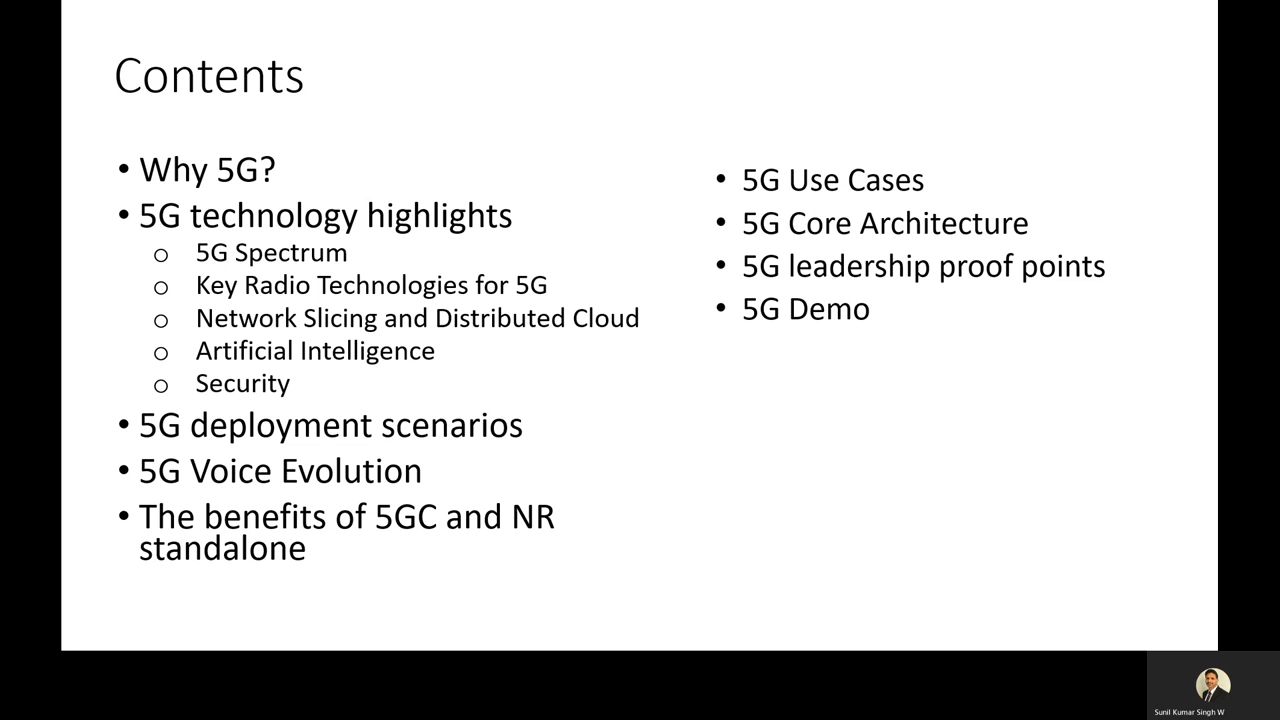 Contents
• Why 5G?
• 5G technology highlights
o 5G Spectrum
o Key Radio Technologies for 5G
o Network Slicing and Distributed Cloud
o Artificial Intelligence
o Security
• 5G deployment scenarios
• 5G Voice Evolution
• The benefits of 5GC and NR
standalone
• 5G Use Cases
• 5G Core Architecture
• 5G leadership proof points
• 5G Demo
Sunil Kumar Singh W